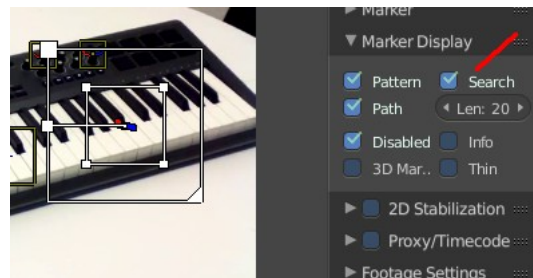 Marker
Marker Display
Pattern Search
Path Len: 20
Disabled Info
3D Mar.. Thin
2D Stabilization
Proxy/Timecode
Footage Settings